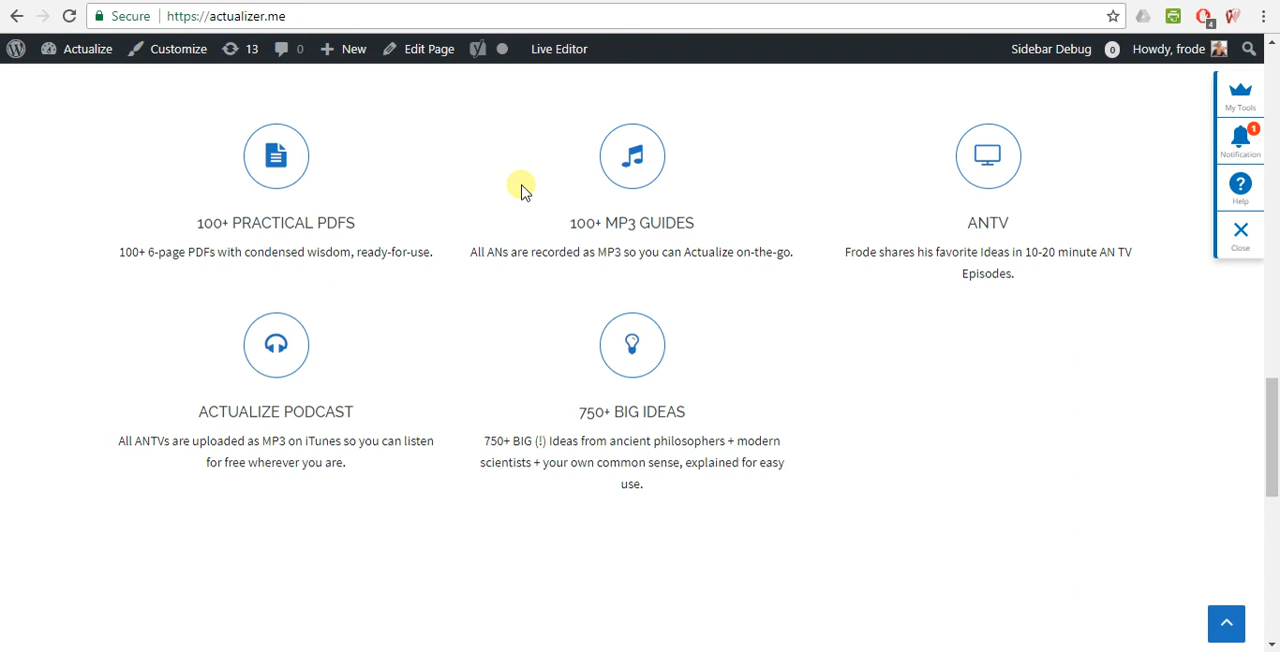 Secure https://actualizer.me
4
Actualize Customize 13 0 New Edit Page Live Editor Sidebar Debug 0 Howdy, frode
My Tools
1
Notification
?
Help
Close
100+ PRACTICAL PDFS
100+ 6-page PDFs with condensed wisdom, ready-for-use.
100+ MP3 GUIDES
All ANs are recorded as MP3 so you can Actualize on-the-go.
ANTV
Frode shares his favorite Ideas in 10-20 minute AN TV
Episodes.
ACTUALIZE PODCAST
All ANTVs are uploaded as MP3 on iTunes so you can listen
for free wherever you are.
750+ BIG IDEAS
750+ BIG (!) Ideas from ancient philosophers + modern
scientists + your own common sense, explained for easy
use.